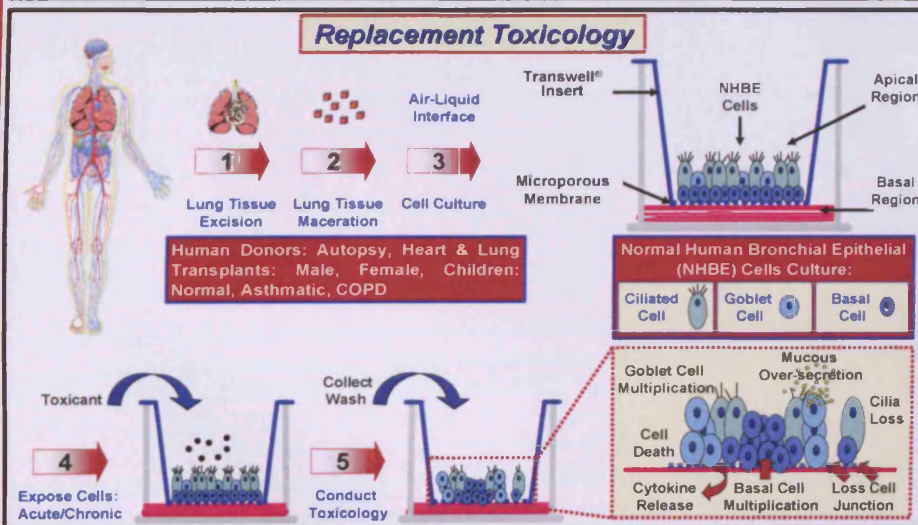 Replacement Toxicology
Transwell®
Insert
NHBE
Cells
Apical
Region
Air-Liquid
Interface
1
2
3
Lung Tissue
Excision
Lung Tissue
Maceration
Cell Culture
Microporous
Membrane
Basal
Region
Human Donors: Autopsy, Heart & Lung
Transplants: Male, Female, Children:
Normal, Asthmatic, COPD
Normal Human Bronchial Epithelial
(NHBE) Cells Culture:
Ciliated
Cell
Goblet
Cell
Basal
Cell
Toxicant
Collect
Wash
4
5
Expose Cells:
Acute/Chronic
Conduct
Toxicology
Goblet Cell
Multiplication
Mucous
Over-secretion
Cilia
Loss
Cell
Death
Cytokine
Release
Basal Cell
Multiplication
Loss Cell
Junction